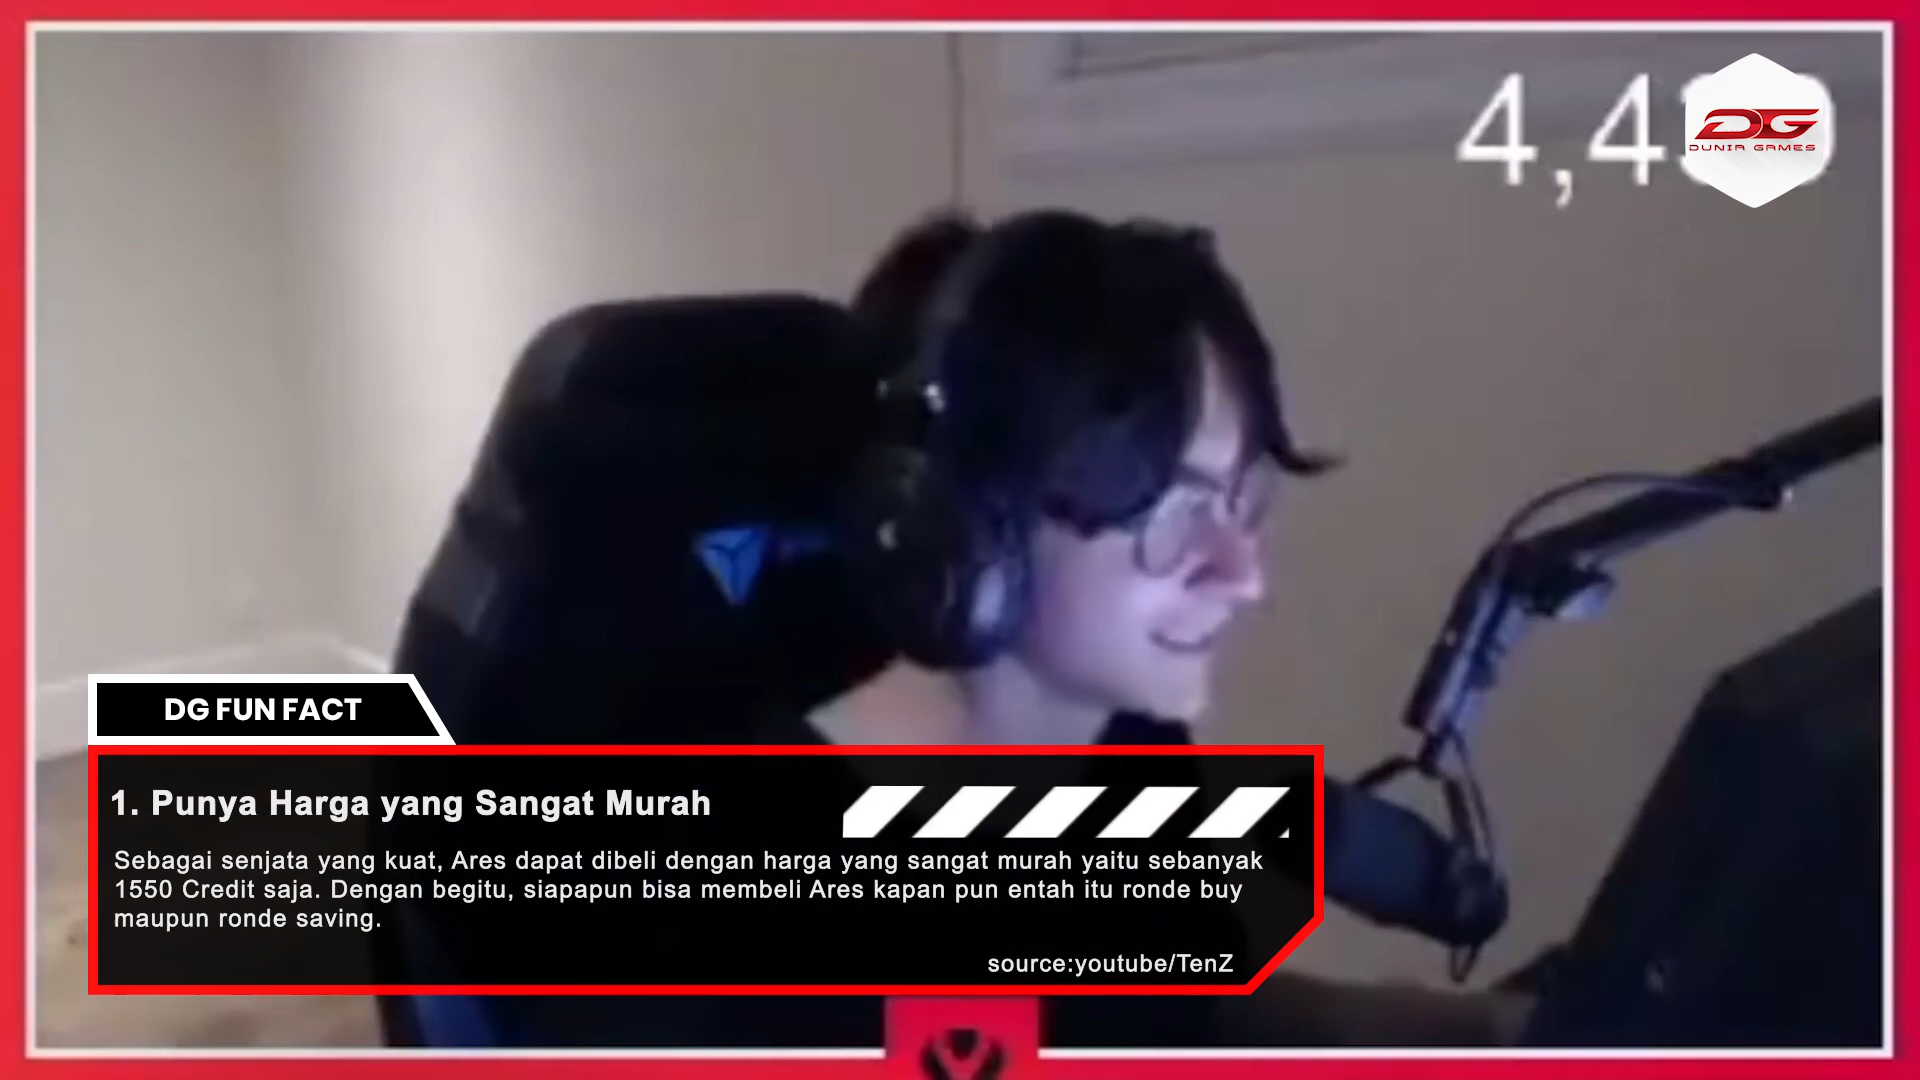 DG
DUNIA GAMES
DG FUN FACT
1. Punya Harga yang Sangat Murah
Sebagai senjata yang kuat, Ares dapat dibeli dengan harga yang sangat murah yaitu sebanyak
1550 Credit saja. Dengan begitu, siapapun bisa membeli Ares kapan pun entah itu ronde buy
maupun ronde saving.
source:youtube/TenZ